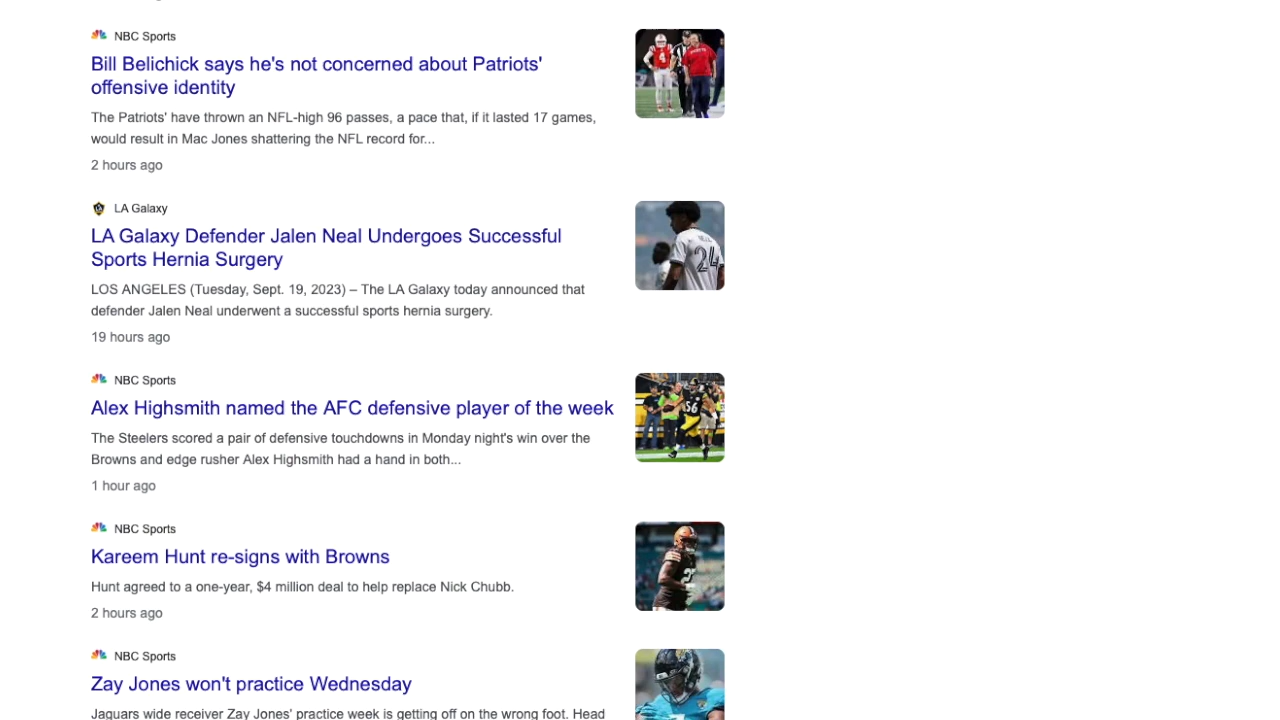 NBC Sports
Bill Belichick says he's not concerned about Patriots'
offensive identity
The Patriots' have thrown an NFL-high 96 passes, a pace that, if it lasted 17 games,
would result in Mac Jones shattering the NFL record for...
2 hours ago
LA Galaxy
LA Galaxy Defender Jalen Neal Undergoes Successful
Sports Hernia Surgery
24
LOS ANGELES (Tuesday, Sept. 19, 2023) – The LA Galaxy today announced that
defender Jalen Neal underwent a successful sports hernia surgery.
19 hours ago
NBC Sports
Alex Highsmith named the AFC defensive player of the week
56
The Steelers scored a pair of defensive touchdowns in Monday night's win over the
Browns and edge rusher Alex Highsmith had a hand in both...
1 hour ago
NBC Sports
Kareem Hunt re-signs with Browns
Hunt agreed to a one-year, $4 million deal to help replace Nick Chubb.
2 hours ago
NBC Sports
Zay Jones won't practice Wednesday
Jaguars wide receiver Zay Jones' practice week is getting off on the wrong foot. Head